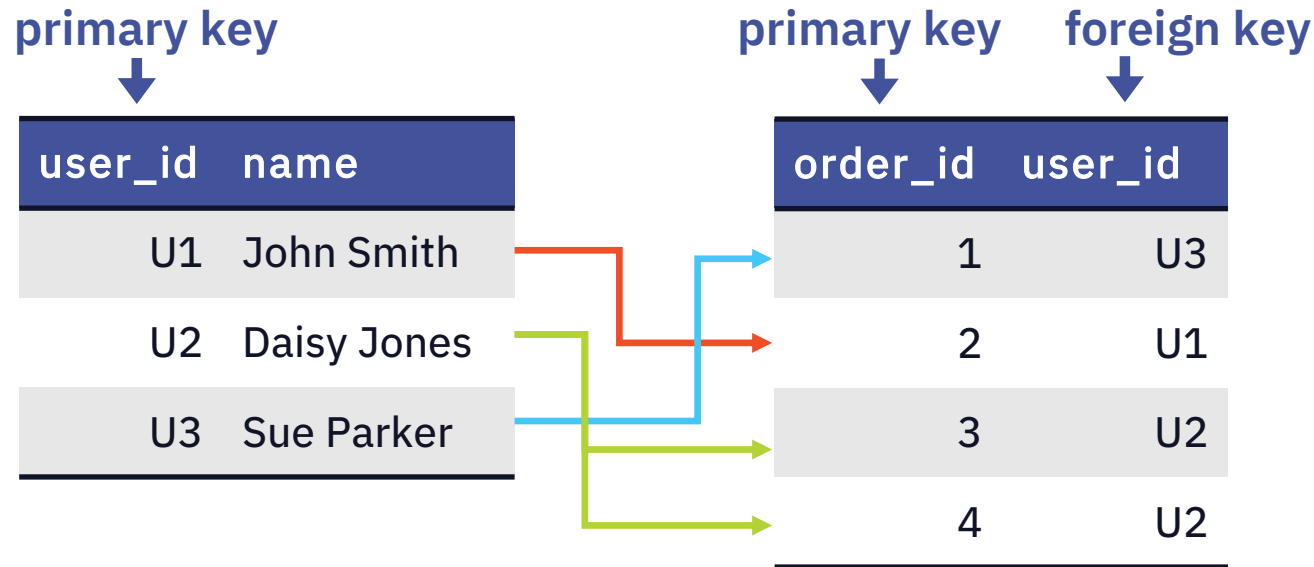 primary key
user_id name
U1 John Smith
U2 Daisy Jones
U3 Sue Parker
primary key foreign key
order_id user_id
1 U3
2 U1
3 U2
4 U2